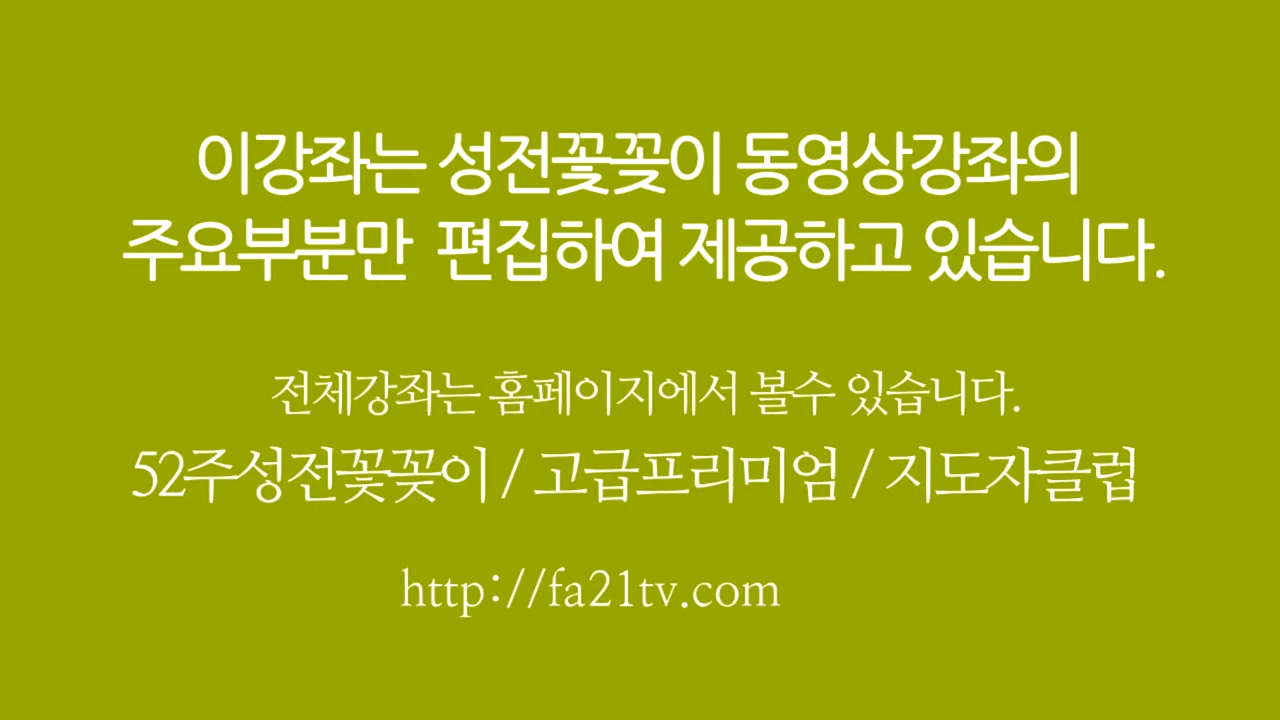 이강좌는 성전꽃꽂이 동영상강좌의
주요부분만 편집하여 제공하고 있습니다.
전체강좌는 홈페이지에서 볼수 있습니다.
52주성전꽃꽂이 / 고급프리미엄 / 지도자클럽
http://fa21tv.com